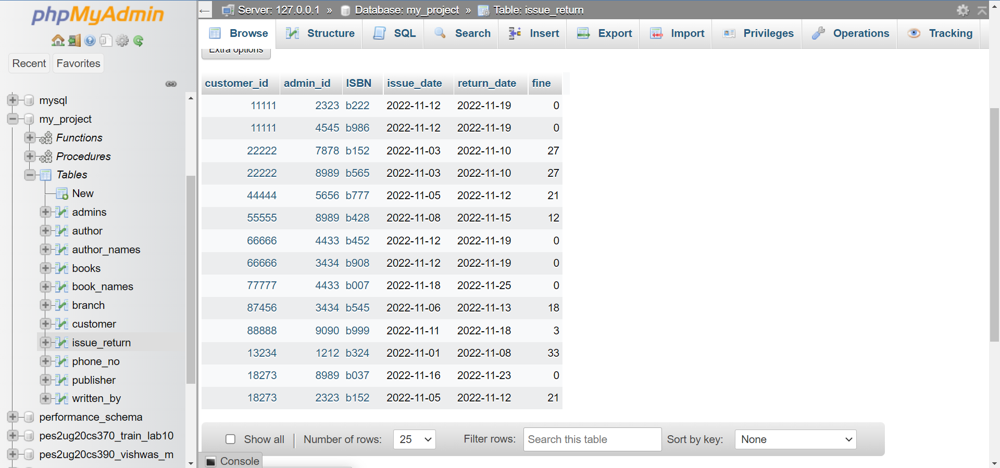 phpMyAdmin
Recent Favorites
mysql
my_project
Functions
Procedures
Tables
New
admins
author
author_names
books
book_names
branch
customer
issue_return
phone_no
publisher
written_by
performance_schema
pes2ug20cs370_train_lab10
pes2ug20cs390_vishwas_m
Server: 127.0.0.1 » Database: my_project » Table: issue_return
Browse Structure SQL Search Insert Export Import Privileges Operations Tracking
Extra options
customer_id admin_id ISBN issue_date return_date fine
11111 2323 b222 2022-11-12 2022-11-19 0
11111 4545 b986 2022-11-12 2022-11-19 0
22222 7878 b152 2022-11-03 2022-11-10 27
22222 8989 b565 2022-11-03 2022-11-10 27
44444 5656 b777 2022-11-05 2022-11-12 21
55555 8989 b428 2022-11-08 2022-11-15 12
66666 4433 b452 2022-11-12 2022-11-19 0
66666 3434 b908 2022-11-12 2022-11-19 0
77777 4433 b007 2022-11-18 2022-11-25 0
87456 3434 b545 2022-11-06 2022-11-13 18
88888 9090 b999 2022-11-11 2022-11-18 3
13234 1212 b324 2022-11-01 2022-11-08 33
18273 8989 b037 2022-11-16 2022-11-23 0
18273 2323 b152 2022-11-05 2022-11-12 21
Show all Number of rows: 25 Filter rows: Search this table Sort by key: None
Console